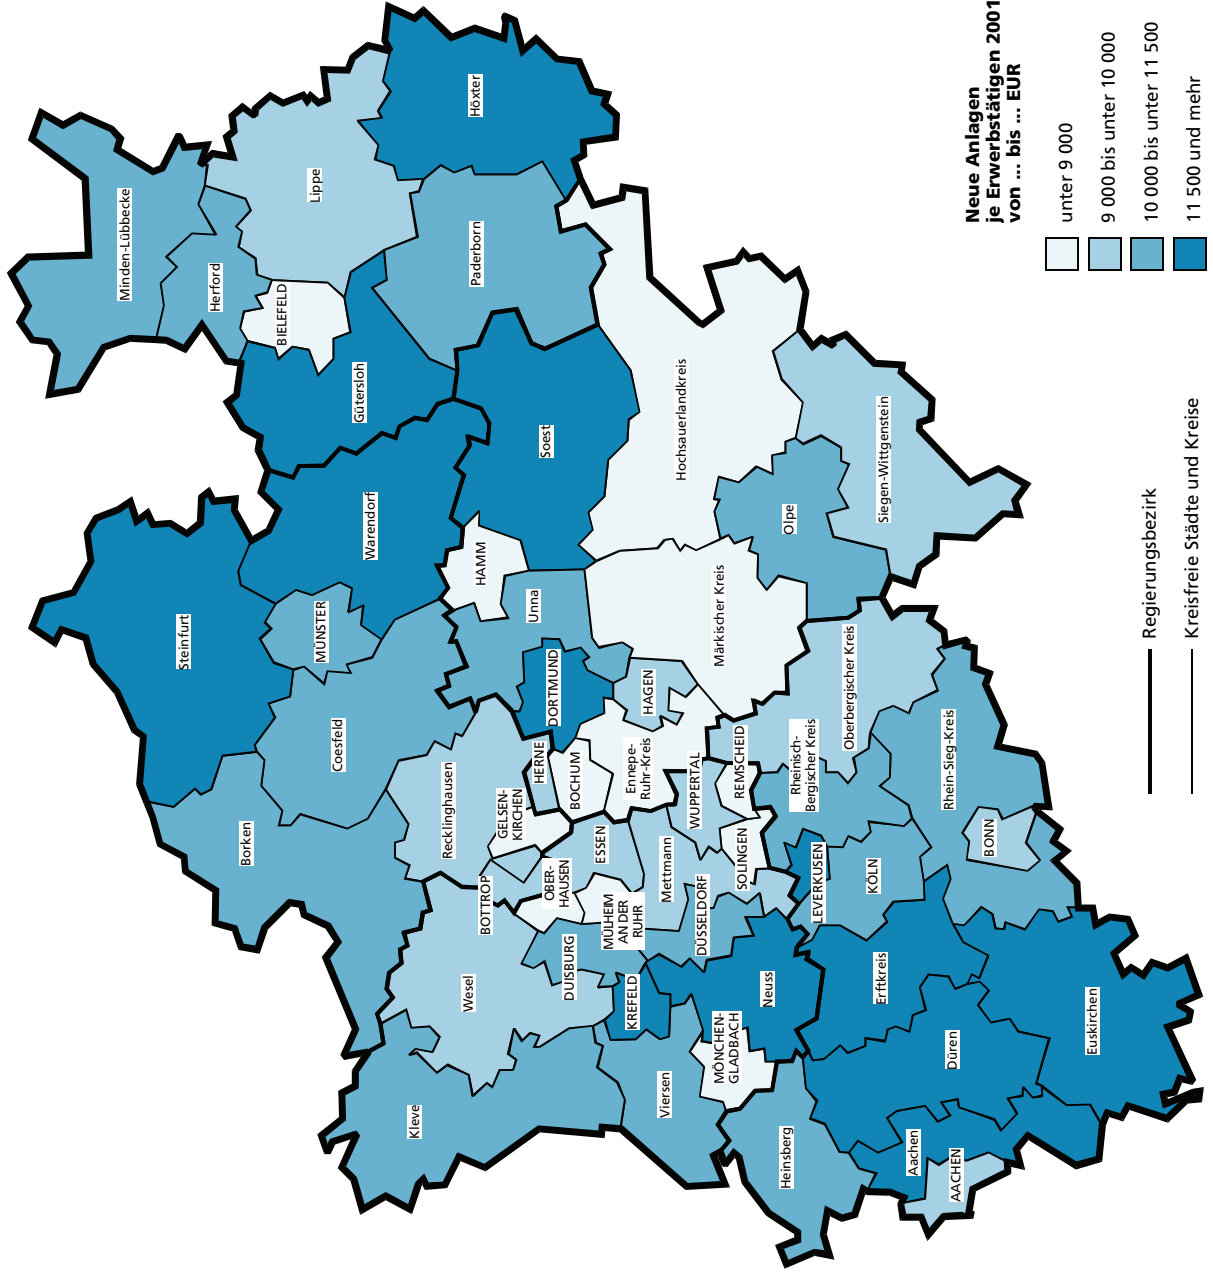 Minden-Lübbecke
Herford
Lippe
BIELEFELD
Höxter
Gütersloh
Paderborn
Steinfurt
Warendorf
MÜNSTER
Coesfeld
Borken
Soest
HAMM
Unna
Hochsauerlandkreis
DORTMUND
Märkischer Kreis
Olpe
Siegen-Wittgenstein
HAGEN
Recklinghausen
HERNE
BOCHUM
Ennepe-
Ruhr-Kreis
GELSEN-
KIRCHEN
BOTTROP
ESSEN
OBER-
HAUSEN
MÜLHEIM
AN DER
RUHR
Mettmann
WUPPERTAL
REMSCHEID
SOLINGEN
Oberbergischer Kreis
Rheinisch-
Bergischer Kreis
Rhein-Sieg-Kreis
BONN
KÖLN
LEVERKUSEN
DÜSSELDORF
DUISBURG
KREFELD
Wesel
Kleve
Viersen
MÖNCHEN-
GLADBACH
Neuss
Erftkreis
Heinsberg
Düren
Aachen
AACHEN
Euskirchen
Neue Anlagen
je Erwerbstätigen 2001
von ... bis ... EUR
unter 9 000
9 000 bis unter 10 000
10 000 bis unter 11 500
11 500 und mehr
Regierungsbezirk
Kreisfreie Städte und Kreise